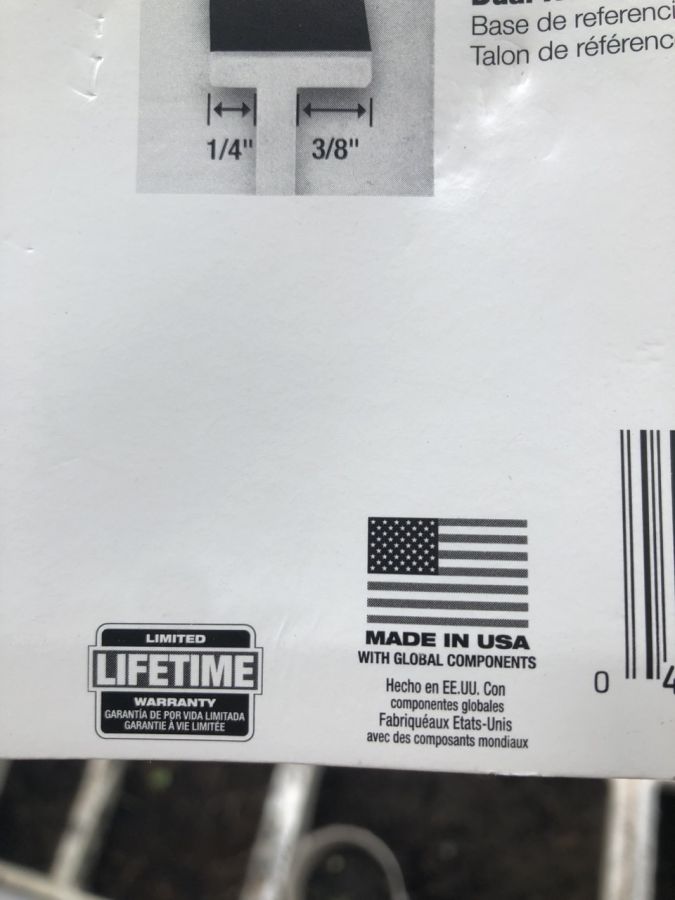 Base de referenci
Talon de référenc
1/4" 3/8"
MADE IN USA
WITH GLOBAL COMPONENTS
Hecho en EE.UU. Con
componentes globales
Fabriquéaux Etats-Unis
avec des composants mondiaux
LIMITED
LIFETIME
WARRANTY
GARANTÍA DE POR VIDA LIMITADA
GARANTIE À VIE LIMITÉE
0 4